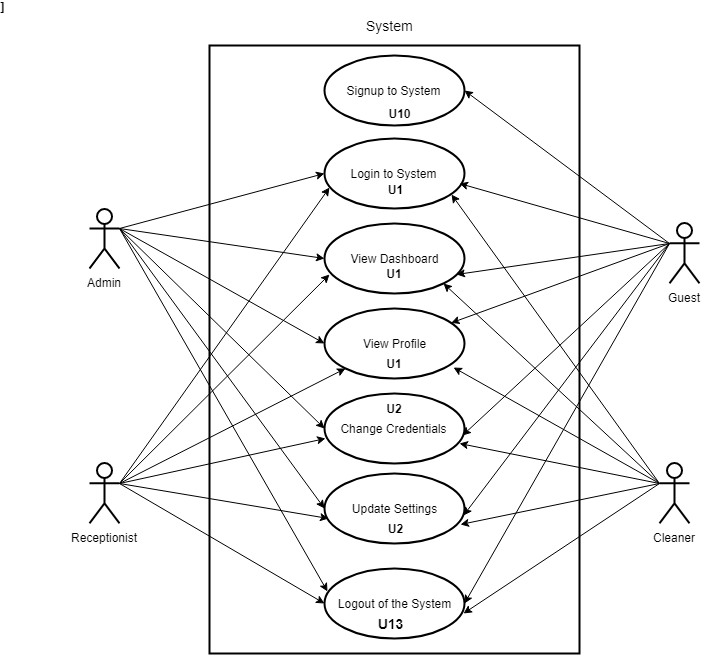 ]
System
Signup to System
U10
Login to System
U1
View Dashboard
U1
View Profile
U1
U2
Change Credentials
Update Settings
U2
Logout of the System
U13
Admin
Receptionist
Guest
Cleaner